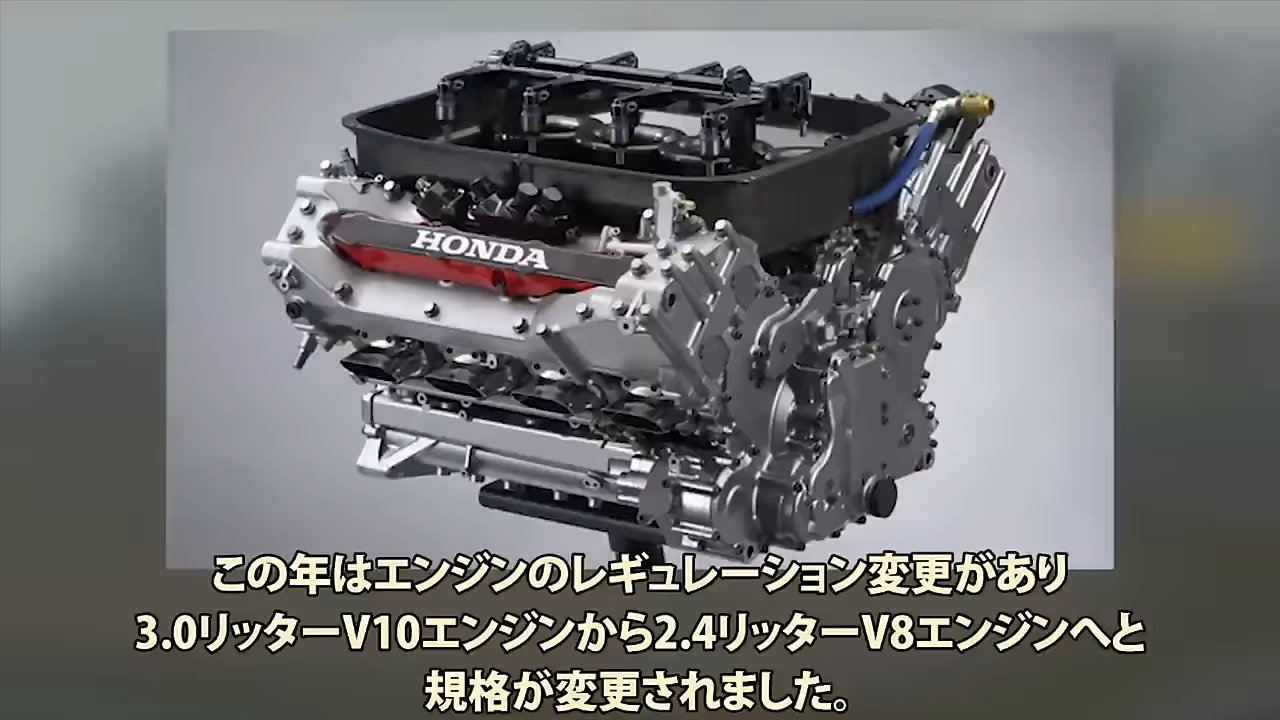 HONDA
この年はエンジンのレギュレーション変更があり
3.0リッターV10エンジンから2.4リッターV8エンジンへと
規格が変更されました。